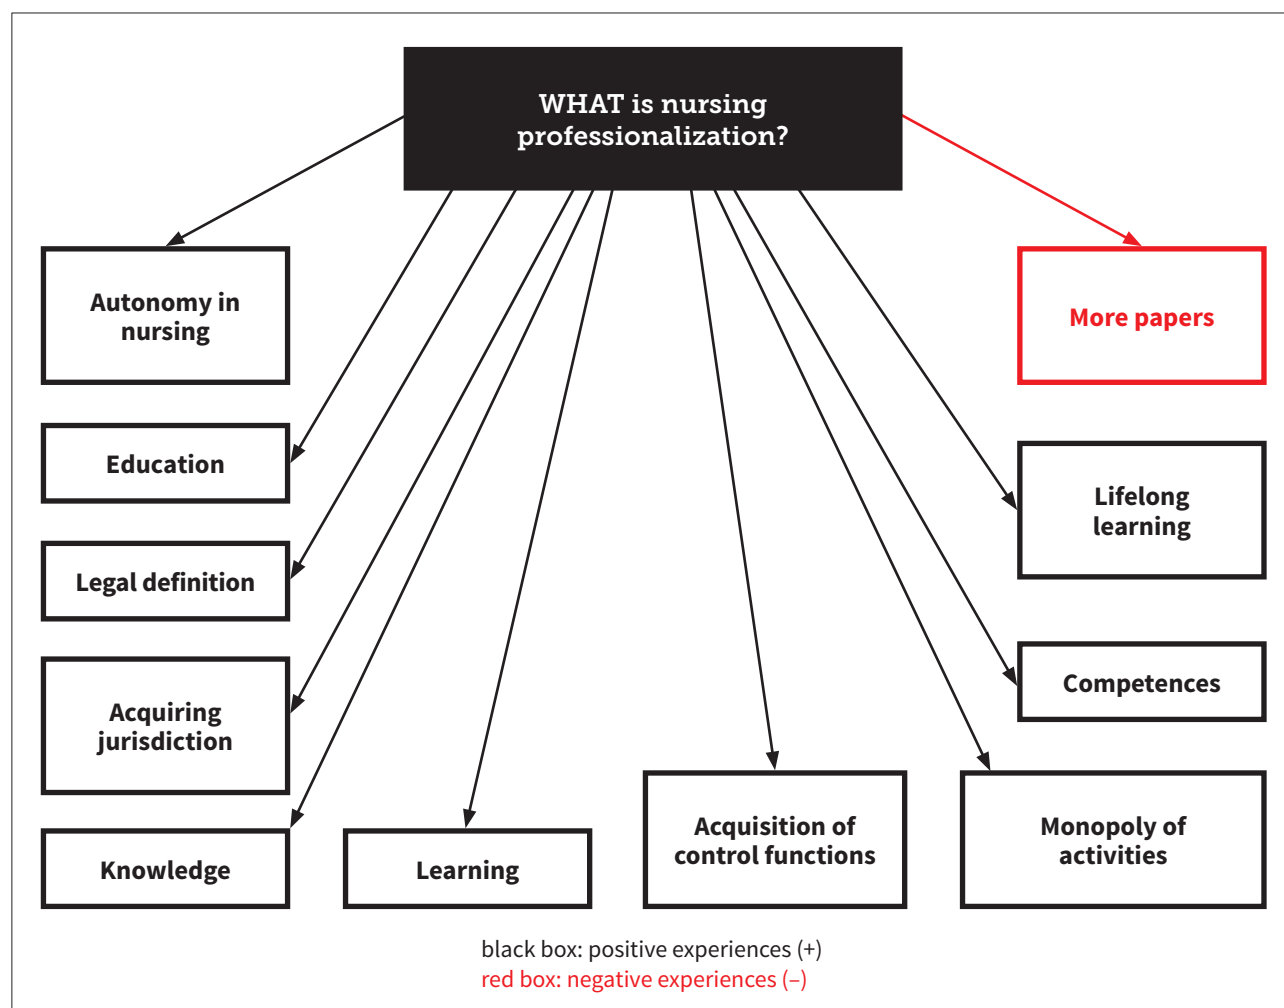 WHAT is nursing
professionalization?
Autonomy in
nursing
More papers
Education
Lifelong
learning
Legal definition
Acquiring
jurisdiction
Competences
Knowledge
Learning
Acquisition of
control functions
Monopoly of
activities
black box: positive experiences (+)
red box: negative experiences (–)